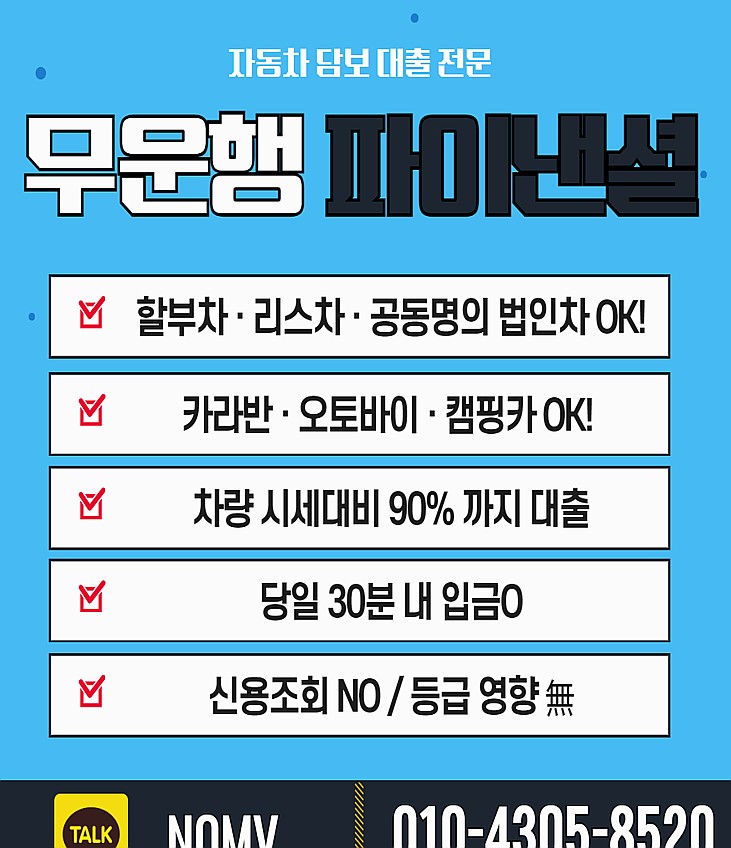 자동차 담보 대출 전문
무운행 파이낸셜
할부차 · 리스차 · 공동명의 법인차 OK!
카라반 · 오토바이 · 캠핑카 OK!
차량 시세대비 90% 까지 대출
당일 30분 내 입금O
신용조회 NO / 등급 영향 無
TALK NOMV 010-4305-8520